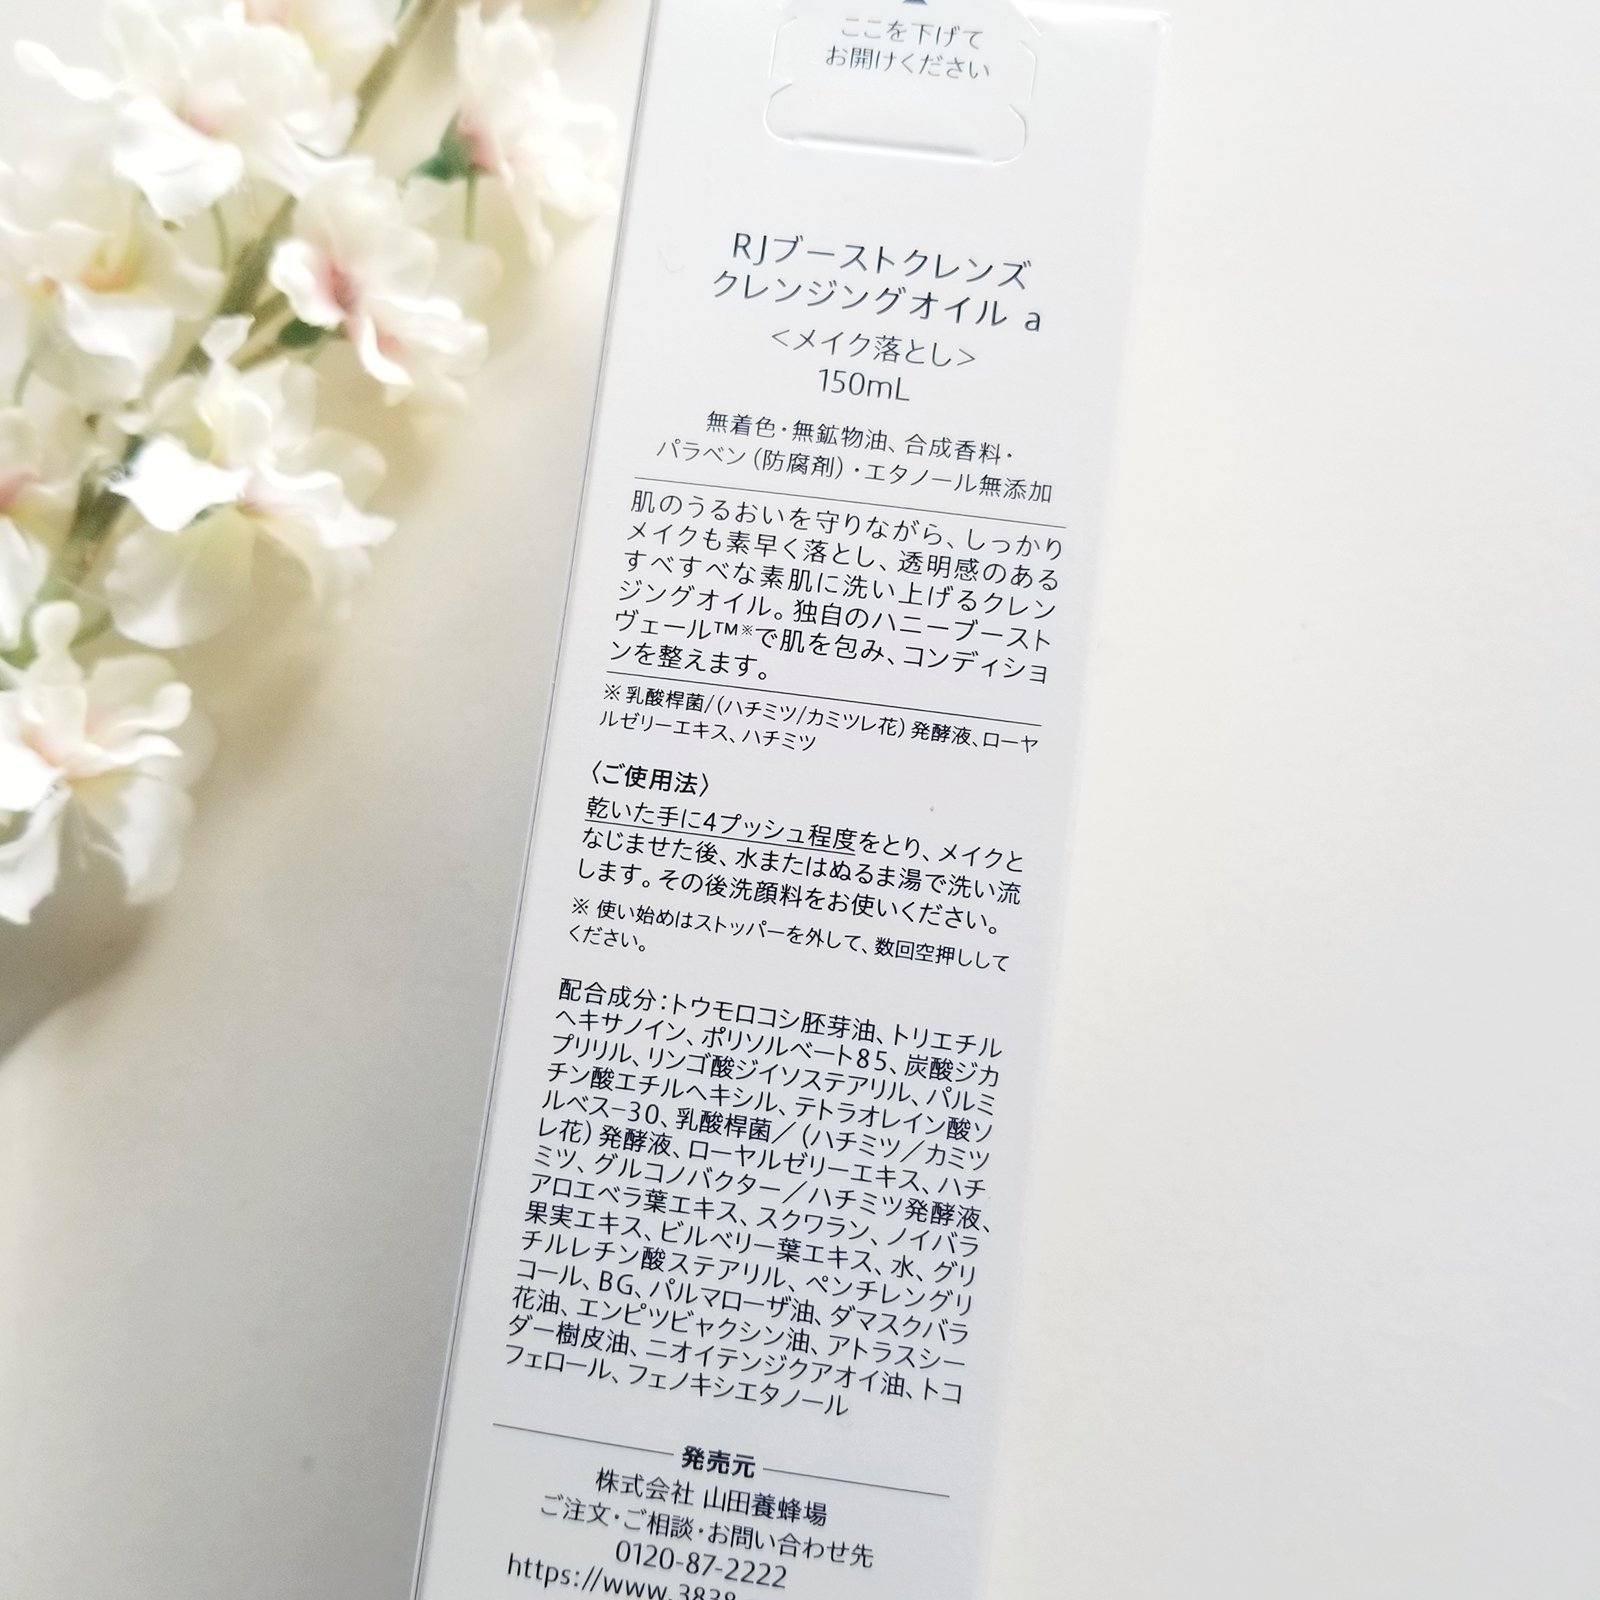 ここを下げて
お開けください
RJブーストクレンズ
クレンジングオイル a
<メイク落とし>
150mL
無着色・無鉱物油、合成香料・
パラベン(防腐剤)・エタノール無添加
肌のうるおいを守りながら、しっかり
メイクも素早く落とし、透明感のある
すべすべな素肌に洗い上げるクレン
ジングオイル。独自のハニーブースト
ヴェール™※で肌を包み、コンディショ
ンを整えます。
※ 乳酸桿菌/(ハチミツ/カミツレ花) 発酵液、ローヤ
ルゼリーエキス、ハチミツ
〈ご使用法〉
乾いた手に4プッシュ程度をとり、メイクと
なじませた後、水またはぬるま湯で洗い流
します。その後洗顔料をお使いください。
※ 使い始めはストッパーを外して、数回空押しして
ください。
配合成分:トウモロコシ胚芽油、トリエチル
ヘキサノイン、ポリソルベート85、炭酸ジカ
プリリル、リンゴ酸ジイソステアリル、パルミ
チン酸エチルヘキシル、テトラオレイン酸ソ
ルベス-30、乳酸桿菌/(ハチミツ/カミツ
レ花) 発酵液、ローヤルゼリーエキス、ハチ
ミツ、グルコノバクター/ハチミツ発酵液、
アロエベラ葉エキス、スクワラン、ノイバラ
果実エキス、ビルベリー葉エキス、水、グリ
チルレチン酸ステアリル、ペンチレングリ
コール、BG、パルマローザ油、ダマスクバラ
花油、エンピツビャクシン油、アトラスシー
ダー樹皮油、ニオイテンジクアオイ油、トコ
フェロール、フェノキシエタノール
発売元
株式会社 山田養蜂場
ご注文・ご相談・お問い合わせ先
0120-87-2222
https://www.3838